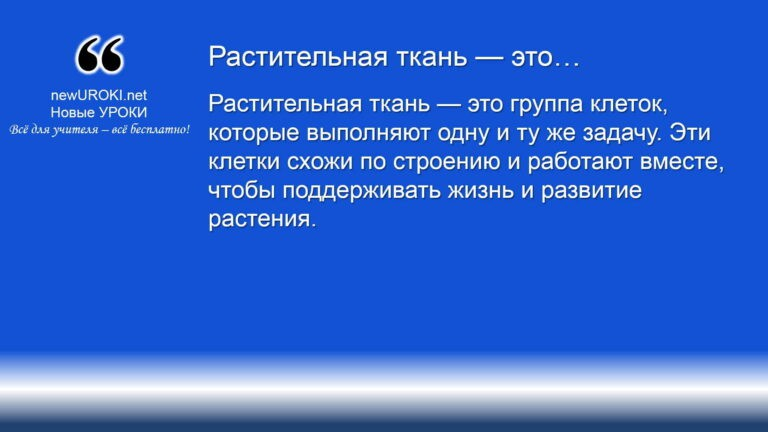 “
newUROKI.net
Новые УРОКИ
Всё для учителя – всё бесплатно!
Растительная ткань — это…
Растительная ткань — это группа клеток,
которые выполняют одну и ту же задачу. Эти
клетки схожи по строению и работают вместе,
чтобы поддерживать жизнь и развитие
растения.